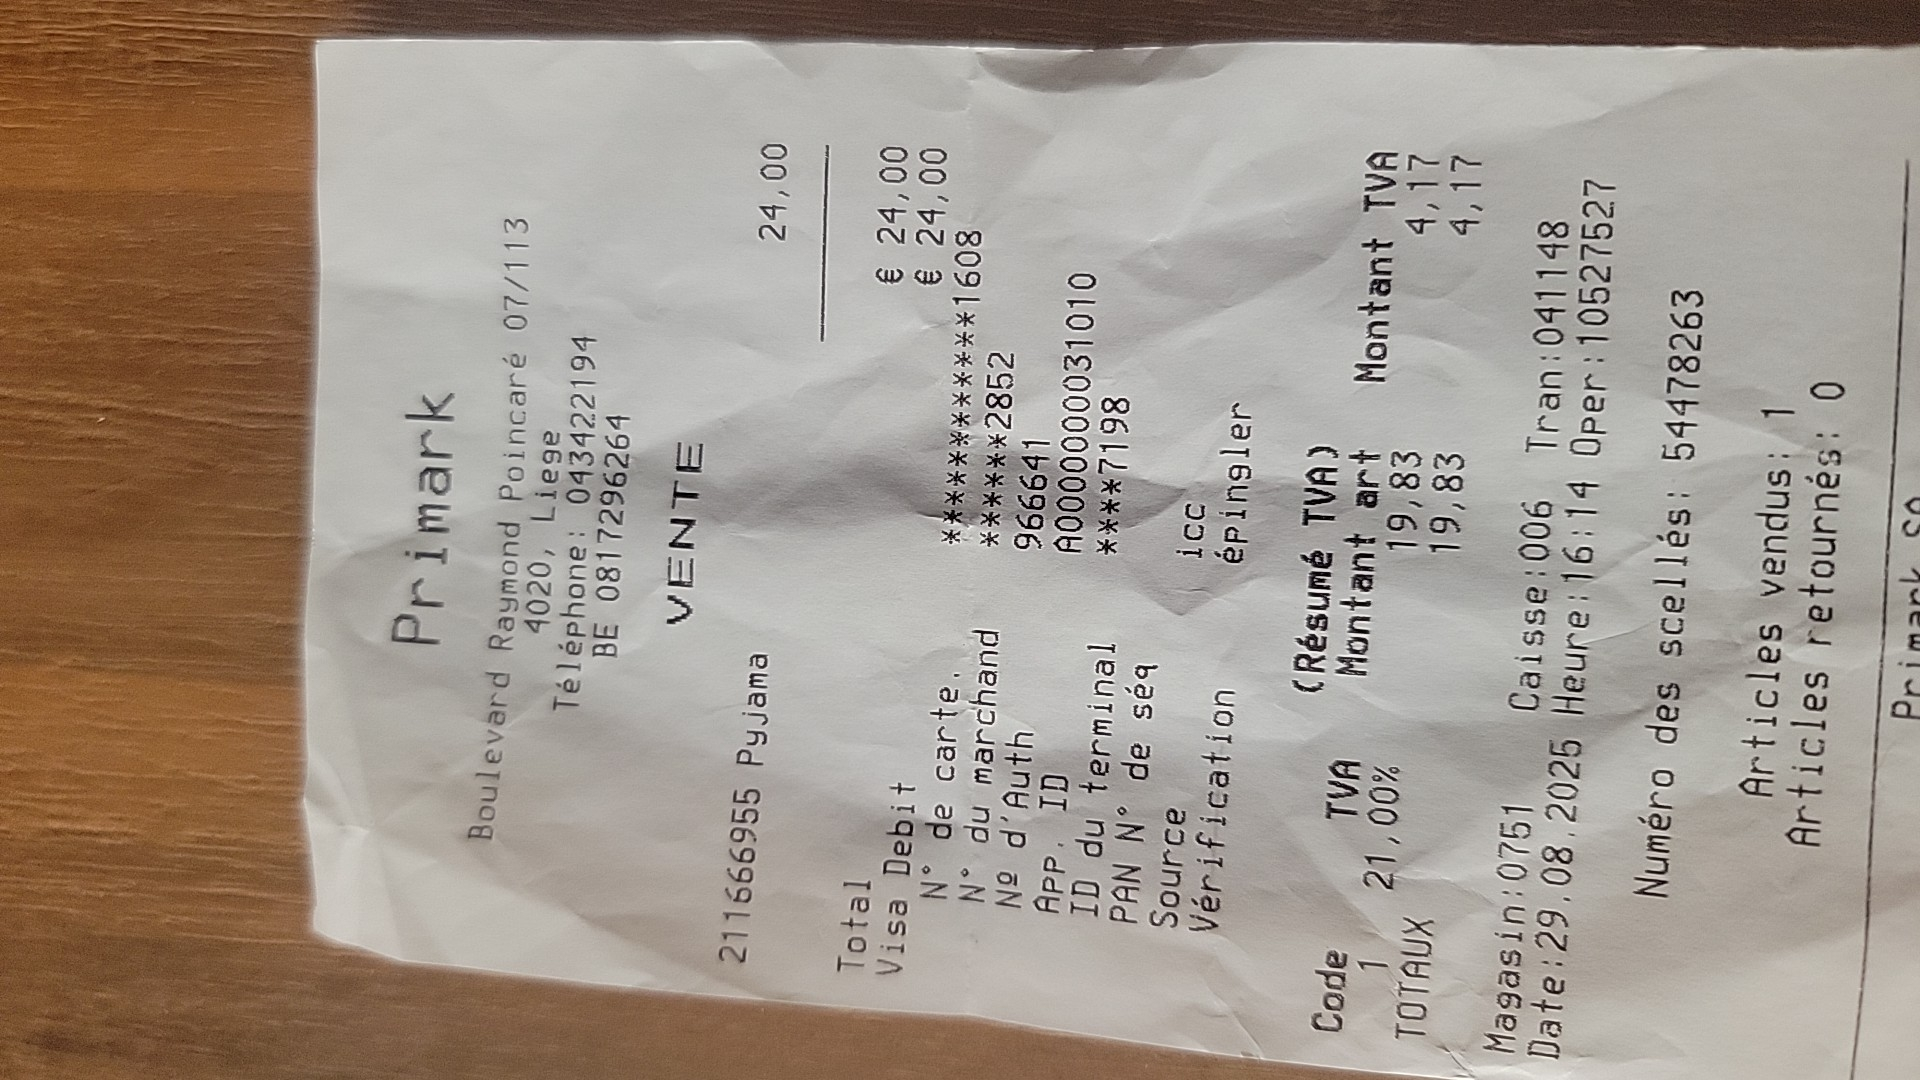 Primark
Boulevard Raymond Poincaré 07/113
4020, Liege
Téléphone: 043422194
BE 0817296264
VENTE
211666955 Pyjama 24,00
Total € 24,00
Visa Debit € 24,00
N° de carte. ************1608
N° du marchand ******2852
Nº d'Auth 966641
App. ID A0000000031010
ID du terminal ****7198
PAN N° de séq
Source icc
Vérification épingler
(Résumé TVA)
Code TVA Montant art Montant TVA
1 21,00% 19,83 4,17
TOTAUX 19,83 4,17
Magasin:0751 Caisse:006 Tran:041148
Date:29.08.2025 Heure:16:14 Oper:10527527
Numéro des scellés: 54478263
Articles vendus: 1
Articles retournés: 0
Primark